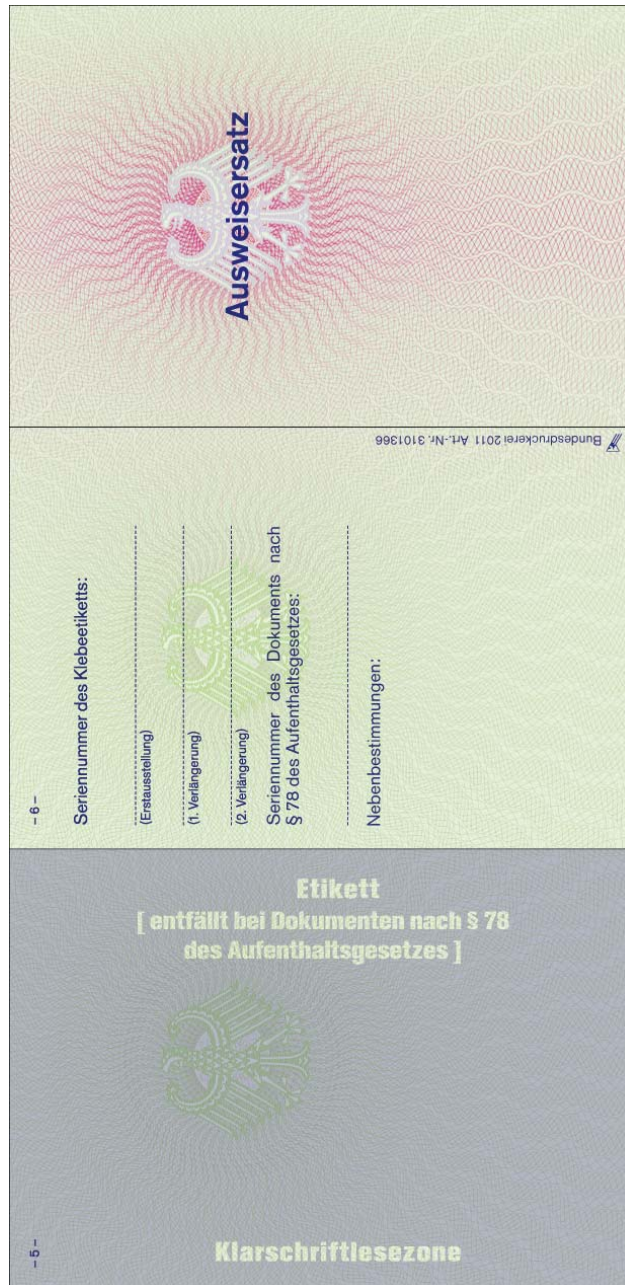 Ausweisersatz
- 6 -
Seriennummer des Klebeetiketts:
(Erstausstellung)
(1. Verlängerung)
(2. Verlängerung)
Seriennummer des Dokuments nach
§ 78 des Aufenthaltsgesetzes:
Nebenbestimmungen:
Bundesdruckerei 2011 Art.-Nr. 3101366
- 5 -
Etikett
[ entfällt bei Dokumenten nach § 78
des Aufenthaltsgesetzes ]
Klarschriftlesezone